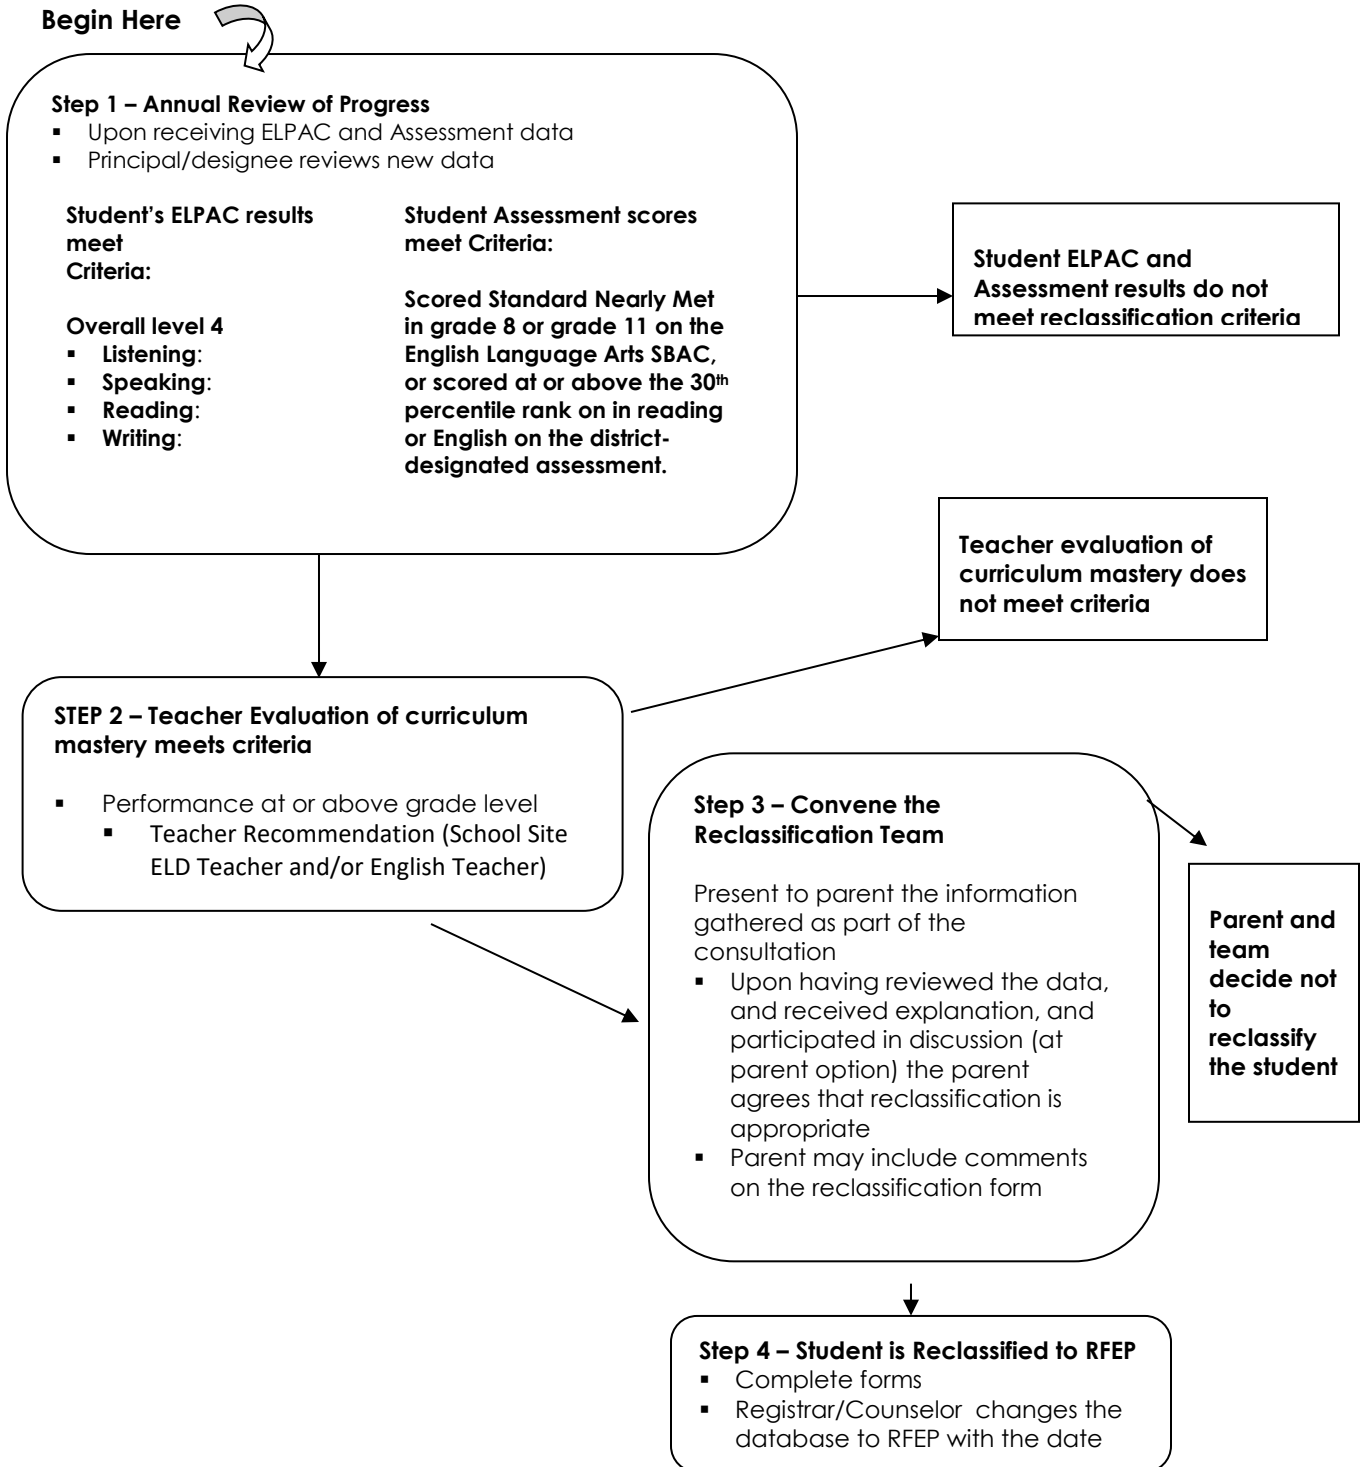 Begin Here
Step 1 – Annual Review of Progress
▪ Upon receiving ELPAC and Assessment data
▪ Principal/designee reviews new data
Student’s ELPAC results
meet
Criteria:
Overall level 4
▪ Listening:
▪ Speaking:
▪ Reading:
▪ Writing:
Student Assessment scores
meet Criteria:
Scored Standard Nearly Met
in grade 8 or grade 11 on the
English Language Arts SBAC,
or scored at or above the 30th
percentile rank on in reading
or English on the district-
designated assessment.
Student ELPAC and
Assessment results do not
meet reclassification criteria
Teacher evaluation of
curriculum mastery does
not meet criteria
STEP 2 – Teacher Evaluation of curriculum
mastery meets criteria
▪ Performance at or above grade level
▪ Teacher Recommendation (School Site
ELD Teacher and/or English Teacher)
Step 3 – Convene the
Reclassification Team
Present to parent the information
gathered as part of the
consultation
▪ Upon having reviewed the data,
and received explanation, and
participated in discussion (at
parent option) the parent
agrees that reclassification is
appropriate
▪ Parent may include comments
on the reclassification form
Parent and
team
decide not
to
reclassify
the student
Step 4 – Student is Reclassified to RFEP
▪ Complete forms
▪ Registrar/Counselor changes the
database to RFEP with the date